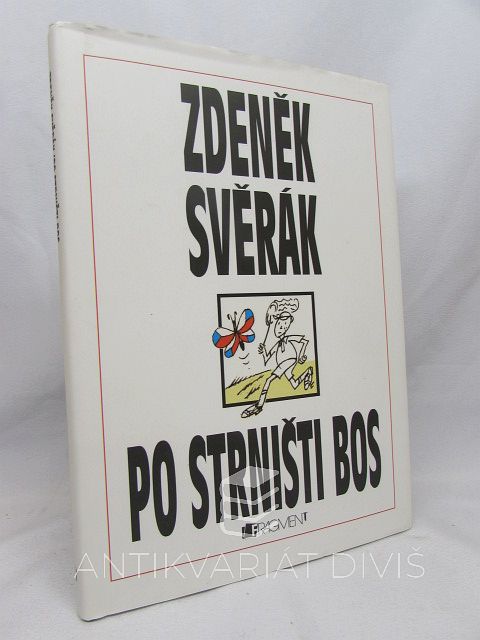 ZDENĚK
SVĚRÁK
PO STRNIŠTI BOS
FRAGMENT
ANTIKVARIÁT DIVIŠ